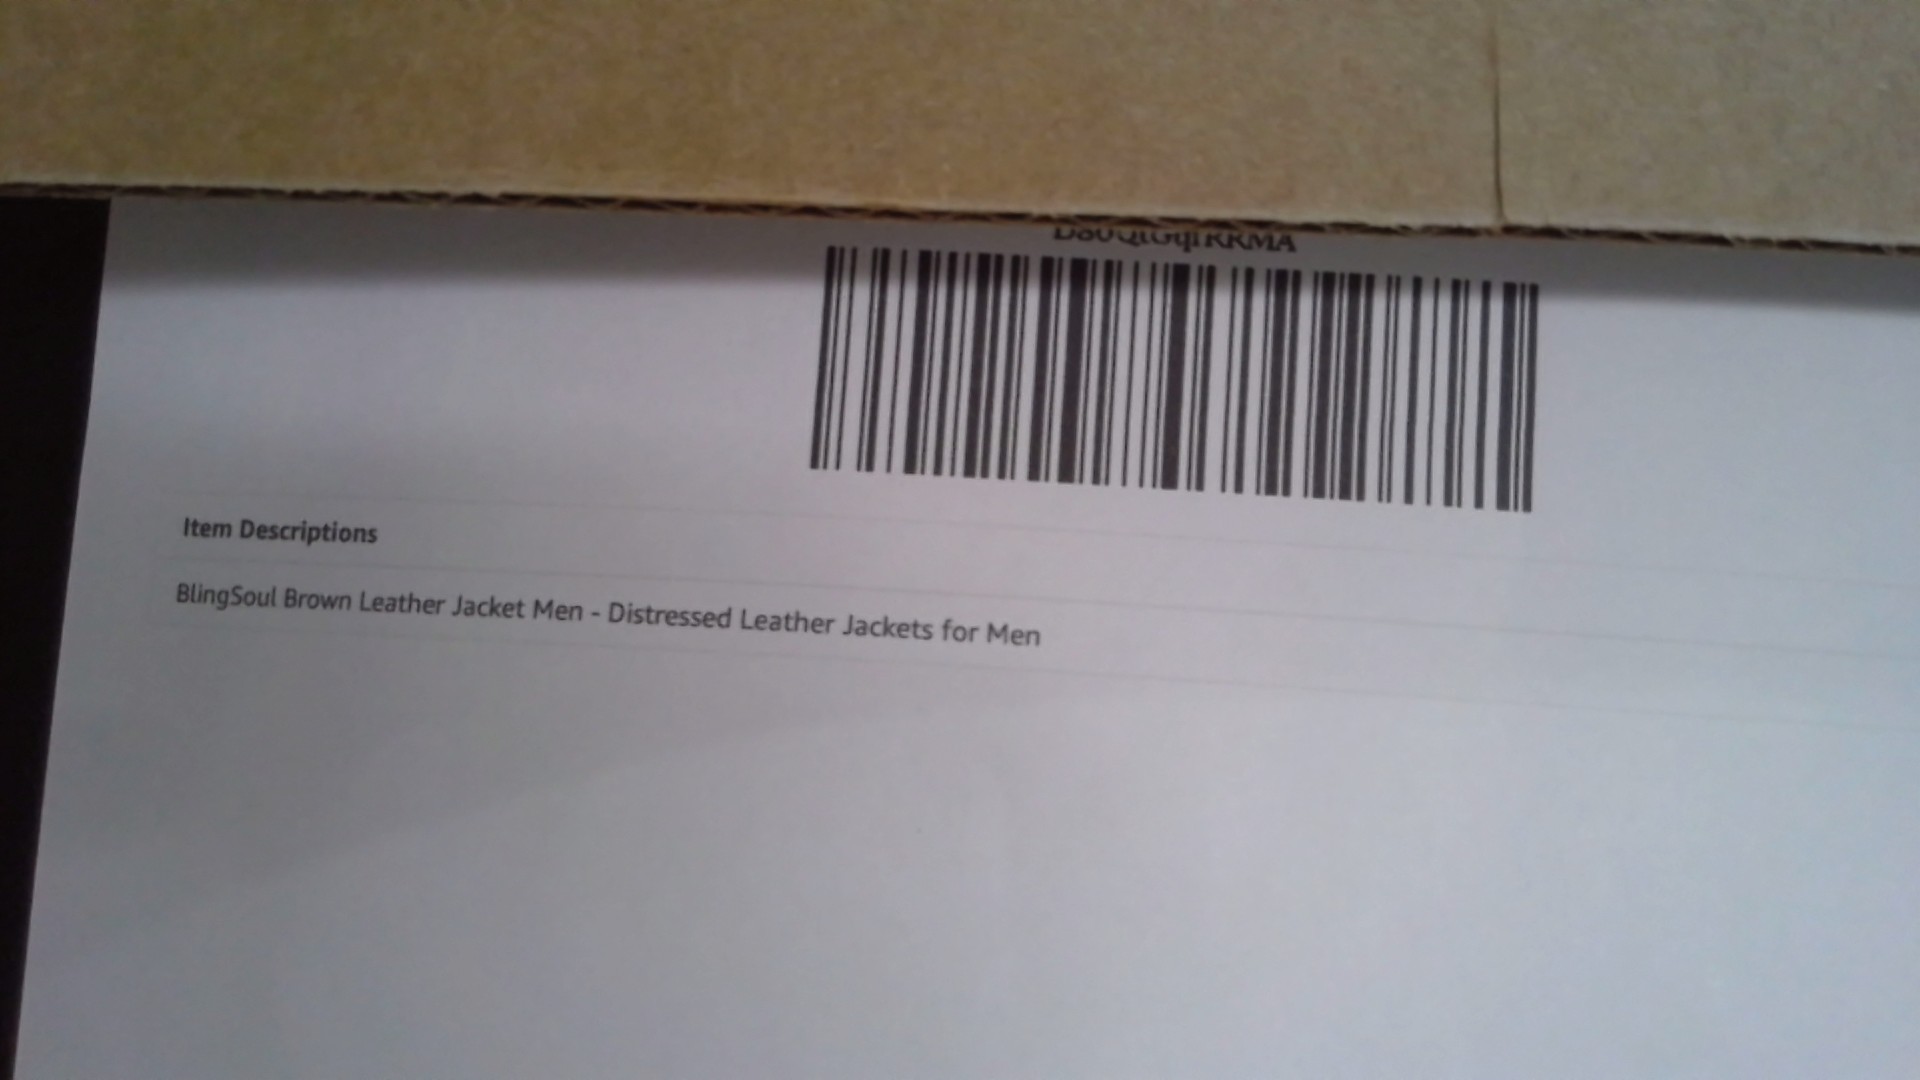 Item Descriptions
BlingSoul Brown Leather Jacket Men - Distressed Leather Jackets for Men